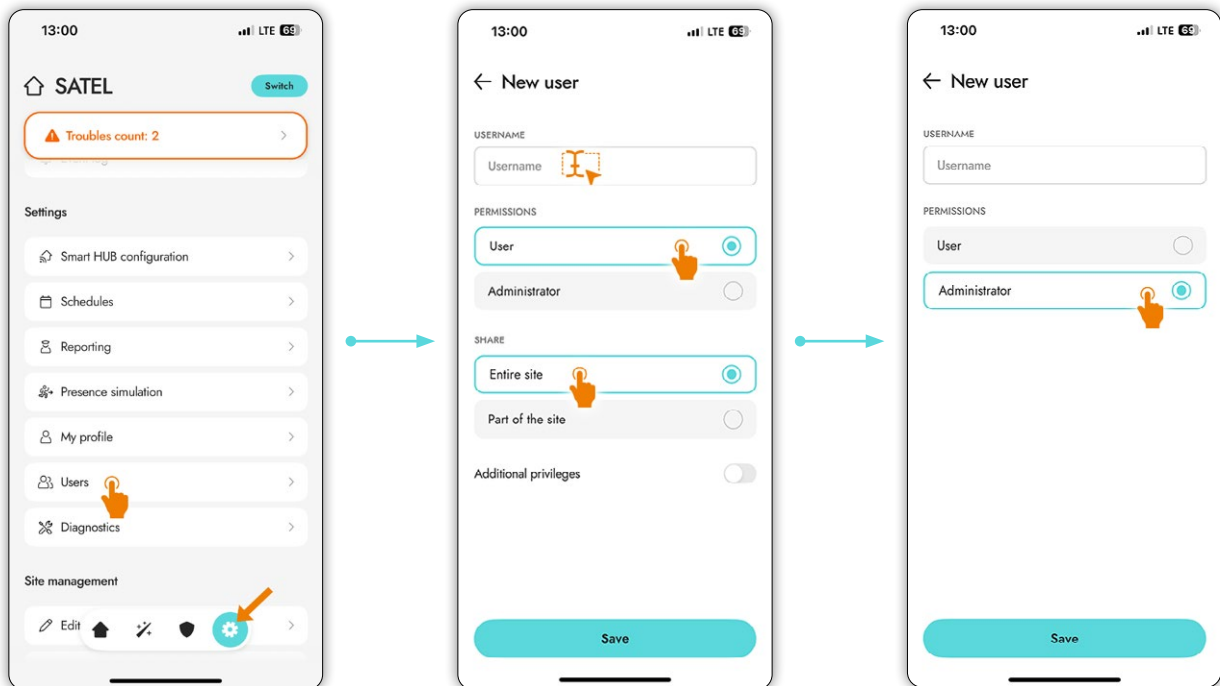 13:00
LTE 69
SATEL
Switch
Troubles count: 2
Settings
Smart HUB configuration
Schedules
Reporting
Presence simulation
My profile
Users
Diagnostics
Site management
Edit
13:00
LTE 69
New user
USERNAME
Username
PERMISSIONS
User
Administrator
SHARE
Entire site
Part of the site
Additional privileges
Save
13:00
LTE 69
New user
USERNAME
Username
PERMISSIONS
User
Administrator
Save